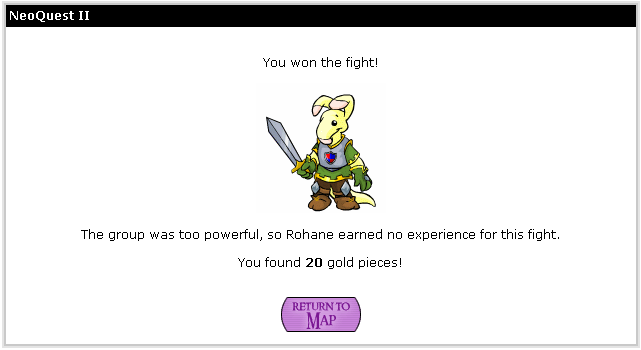 NeoQuest II
You won the fight!
The group was too powerful, so Rohane earned no experience for this fight.
You found 20 gold pieces!
RETURN TO
MAP